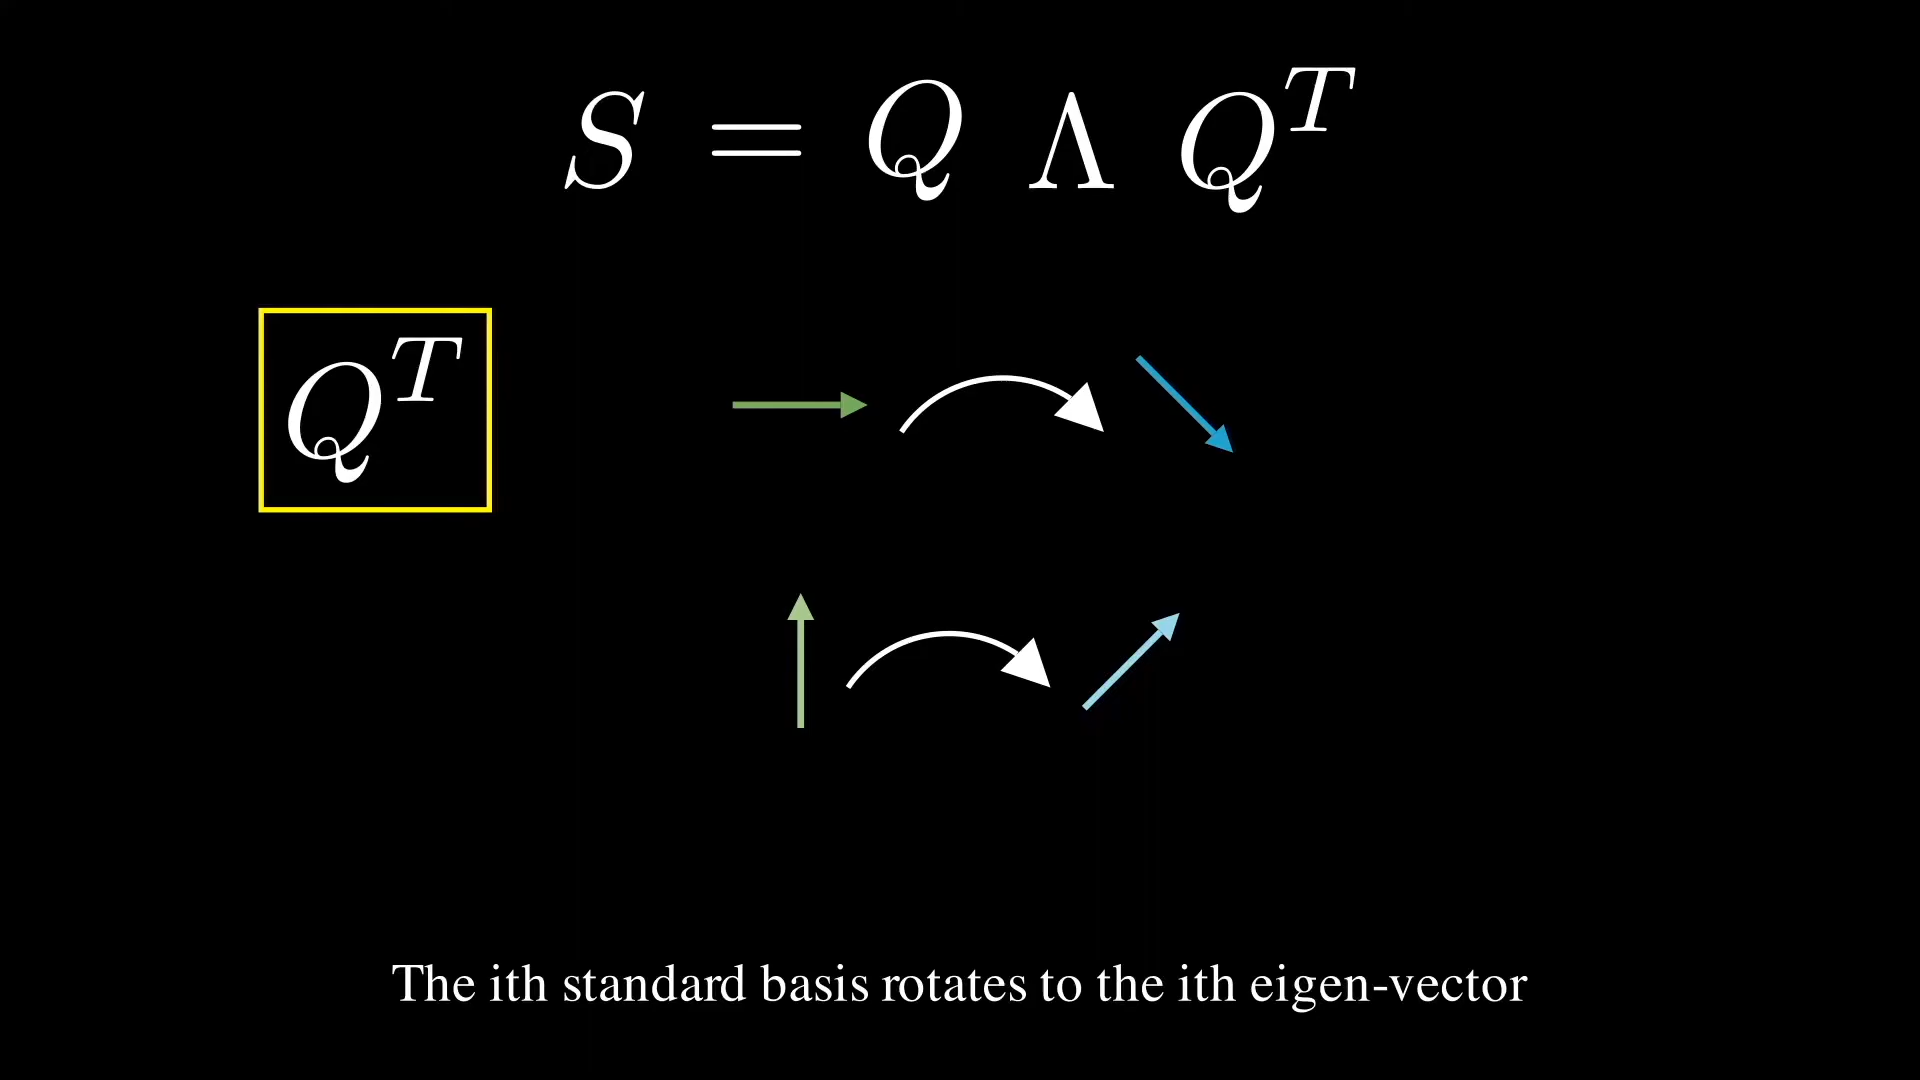 S = Q Λ Q^T
Q^T
The ith standard basis rotates to the ith eigen-vector